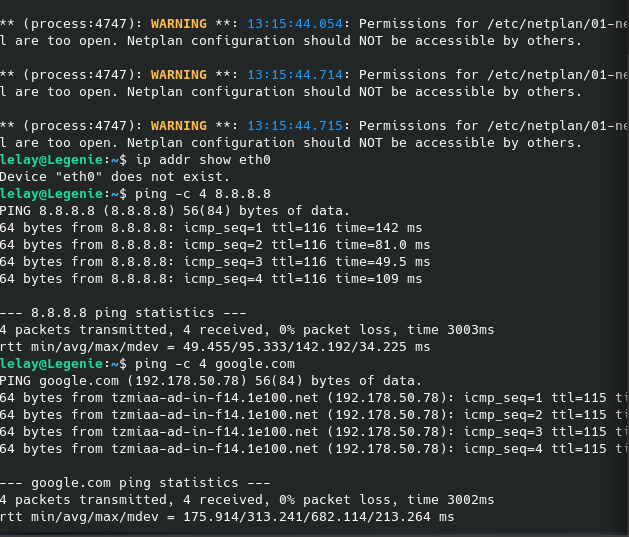 ** (process:4747): WARNING **: 13:15:44.054: Permissions for /etc/netplan/01-ne
l are too open. Netplan configuration should NOT be accessible by others.
** (process:4747): WARNING **: 13:15:44.714: Permissions for /etc/netplan/01-ne
l are too open. Netplan configuration should NOT be accessible by others.
** (process:4747): WARNING **: 13:15:44.715: Permissions for /etc/netplan/01-ne
l are too open. Netplan configuration should NOT be accessible by others.
lelay@Legenie:~$ ip addr show eth0
Device "eth0" does not exist.
lelay@Legenie:~$ ping -c 4 8.8.8.8
PING 8.8.8.8 (8.8.8.8) 56(84) bytes of data.
64 bytes from 8.8.8.8: icmp_seq=1 ttl=116 time=142 ms
64 bytes from 8.8.8.8: icmp_seq=2 ttl=116 time=81.0 ms
64 bytes from 8.8.8.8: icmp_seq=3 ttl=116 time=49.5 ms
64 bytes from 8.8.8.8: icmp_seq=4 ttl=116 time=109 ms
--- 8.8.8.8 ping statistics ---
4 packets transmitted, 4 received, 0% packet loss, time 3003ms
rtt min/avg/max/mdev = 49.455/95.333/142.192/34.225 ms
lelay@Legenie:~$ ping -c 4 google.com
PING google.com (192.178.50.78) 56(84) bytes of data.
64 bytes from tzmiaa-ad-in-f14.1e100.net (192.178.50.78): icmp_seq=1 ttl=115 ti
64 bytes from tzmiaa-ad-in-f14.1e100.net (192.178.50.78): icmp_seq=2 ttl=115 ti
64 bytes from tzmiaa-ad-in-f14.1e100.net (192.178.50.78): icmp_seq=3 ttl=115 ti
64 bytes from tzmiaa-ad-in-f14.1e100.net (192.178.50.78): icmp_seq=4 ttl=115 ti
--- google.com ping statistics ---
4 packets transmitted, 4 received, 0% packet loss, time 3002ms
rtt min/avg/max/mdev = 175.914/313.241/682.114/213.264 ms